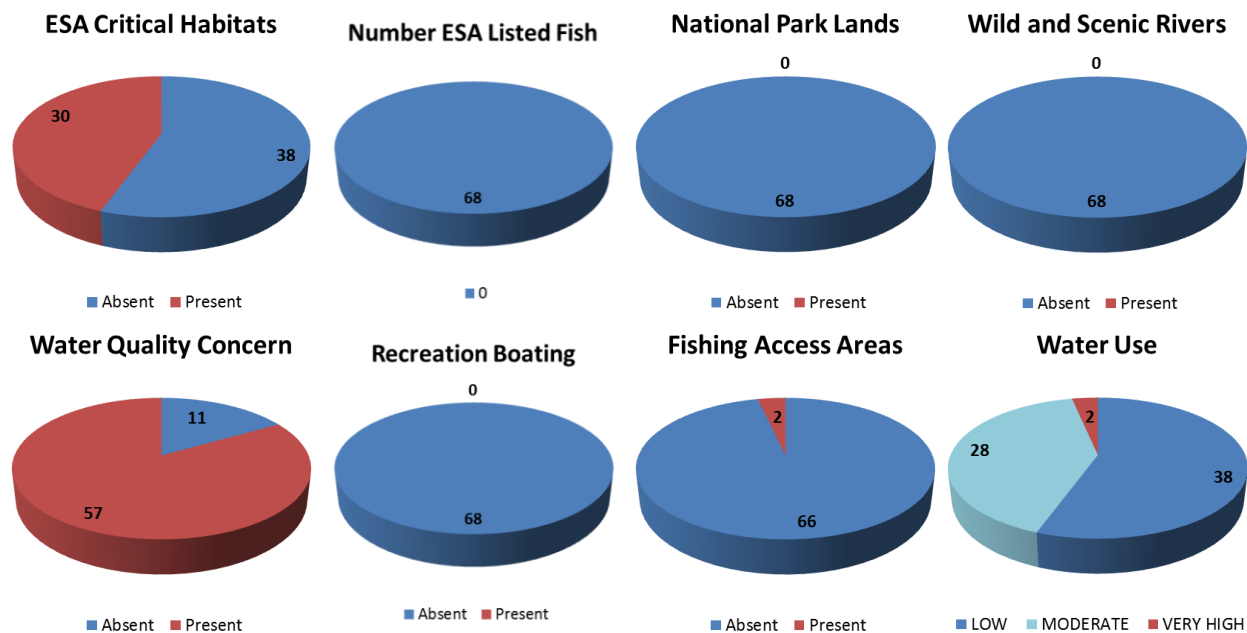 ESA Critical Habitats
30
38
Absent Present
Number ESA Listed Fish
68
0
National Park Lands
0
68
Absent Present
Wild and Scenic Rivers
0
68
Absent Present
Water Quality Concern
11
57
Absent Present
Recreation Boating
0
68
Absent Present
Fishing Access Areas
2
66
Absent Present
Water Use
2
28
38
LOW MODERATE VERY HIGH